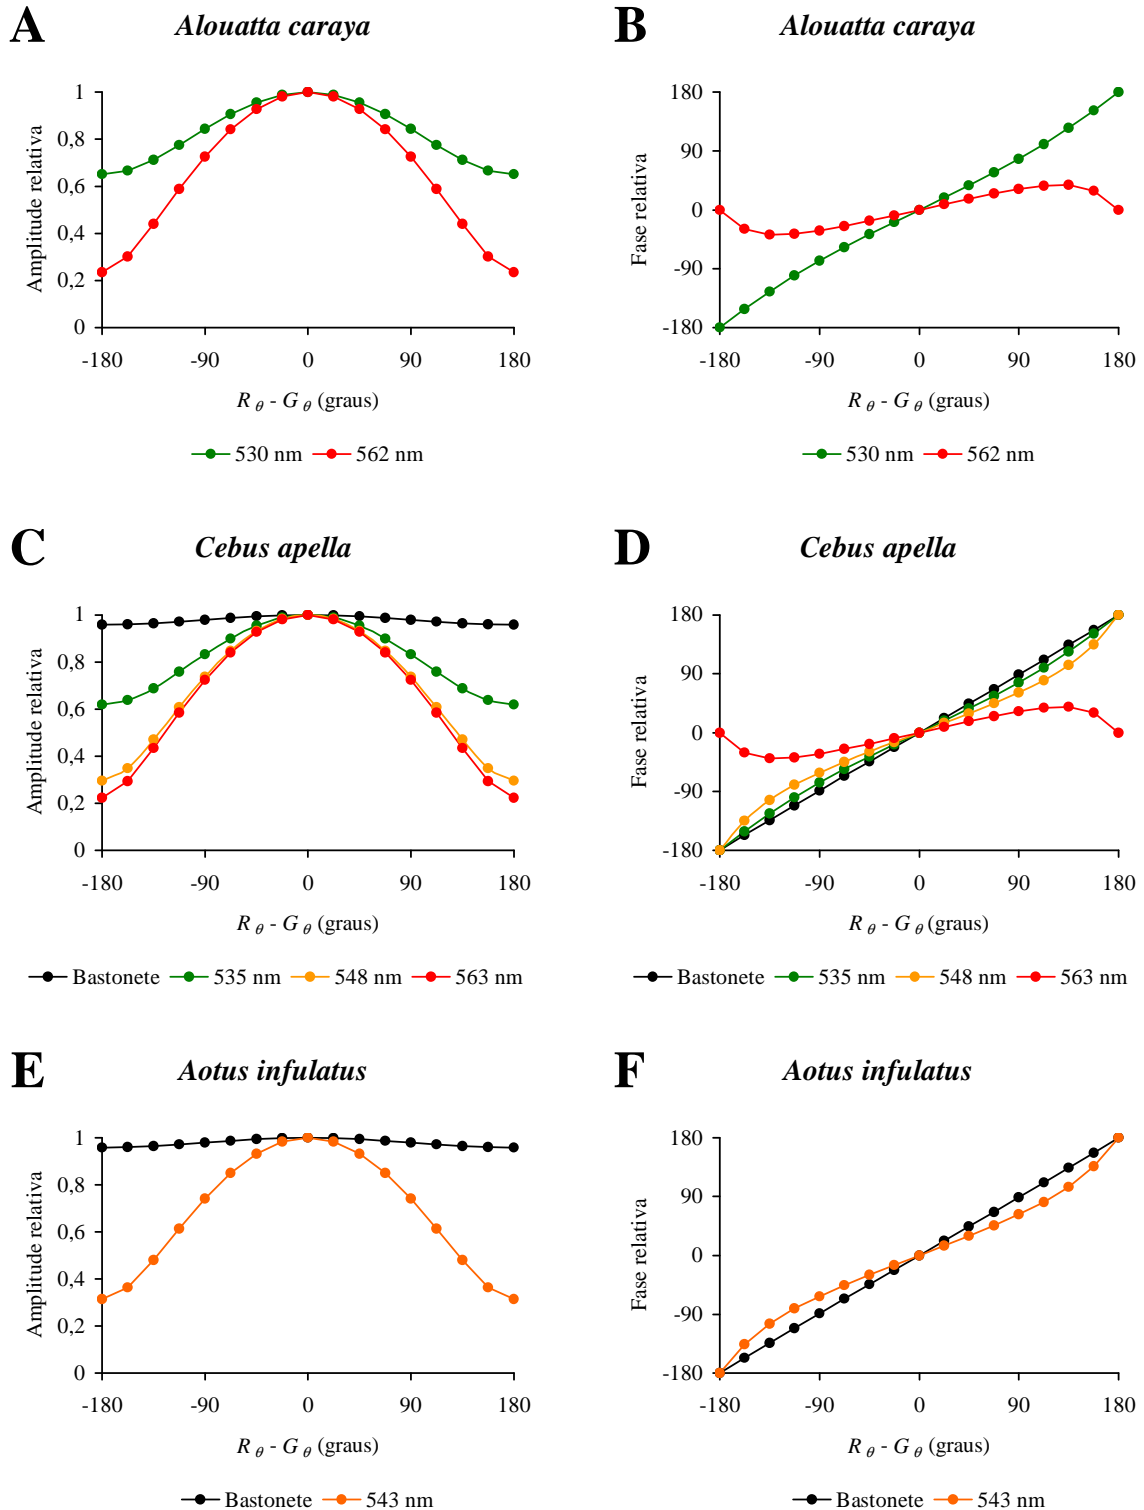 A
Alouatta caraya
Amplitude relativa
1
0,8
0,6
0,4
0,2
0
-180 -90 0 90 180
R θ - G θ (graus)
530 nm 562 nm
B
Alouatta caraya
Fase relativa
180
90
0
-90
-180
-180 -90 0 90 180
R θ - G θ (graus)
530 nm 562 nm
C
Cebus apella
Amplitude relativa
1
0,8
0,6
0,4
0,2
0
-180 -90 0 90 180
R θ - G θ (graus)
Bastonete 535 nm 548 nm 563 nm
D
Cebus apella
Fase relativa
180
90
0
-90
-180
-180 -90 0 90 180
R θ - G θ (graus)
Bastonete 535 nm 548 nm 563 nm
E
Aotus infulatus
Amplitude relativa
1
0,8
0,6
0,4
0,2
0
-180 -90 0 90 180
R θ - G θ (graus)
Bastonete 543 nm
F
Aotus infulatus
Fase relativa
180
90
0
-90
-180
-180 -90 0 90 180
R θ - G θ (graus)
Bastonete 543 nm